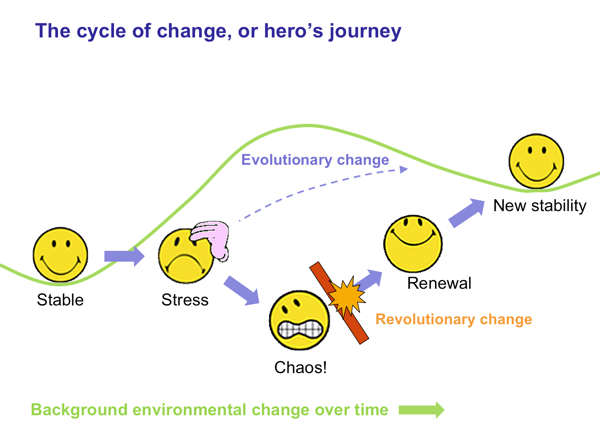 The cycle of change, or hero's journey
Evolutionary change
New stability
Stable
Stress
Renewal
Revolutionary change
Chaos!
Background environmental change over time